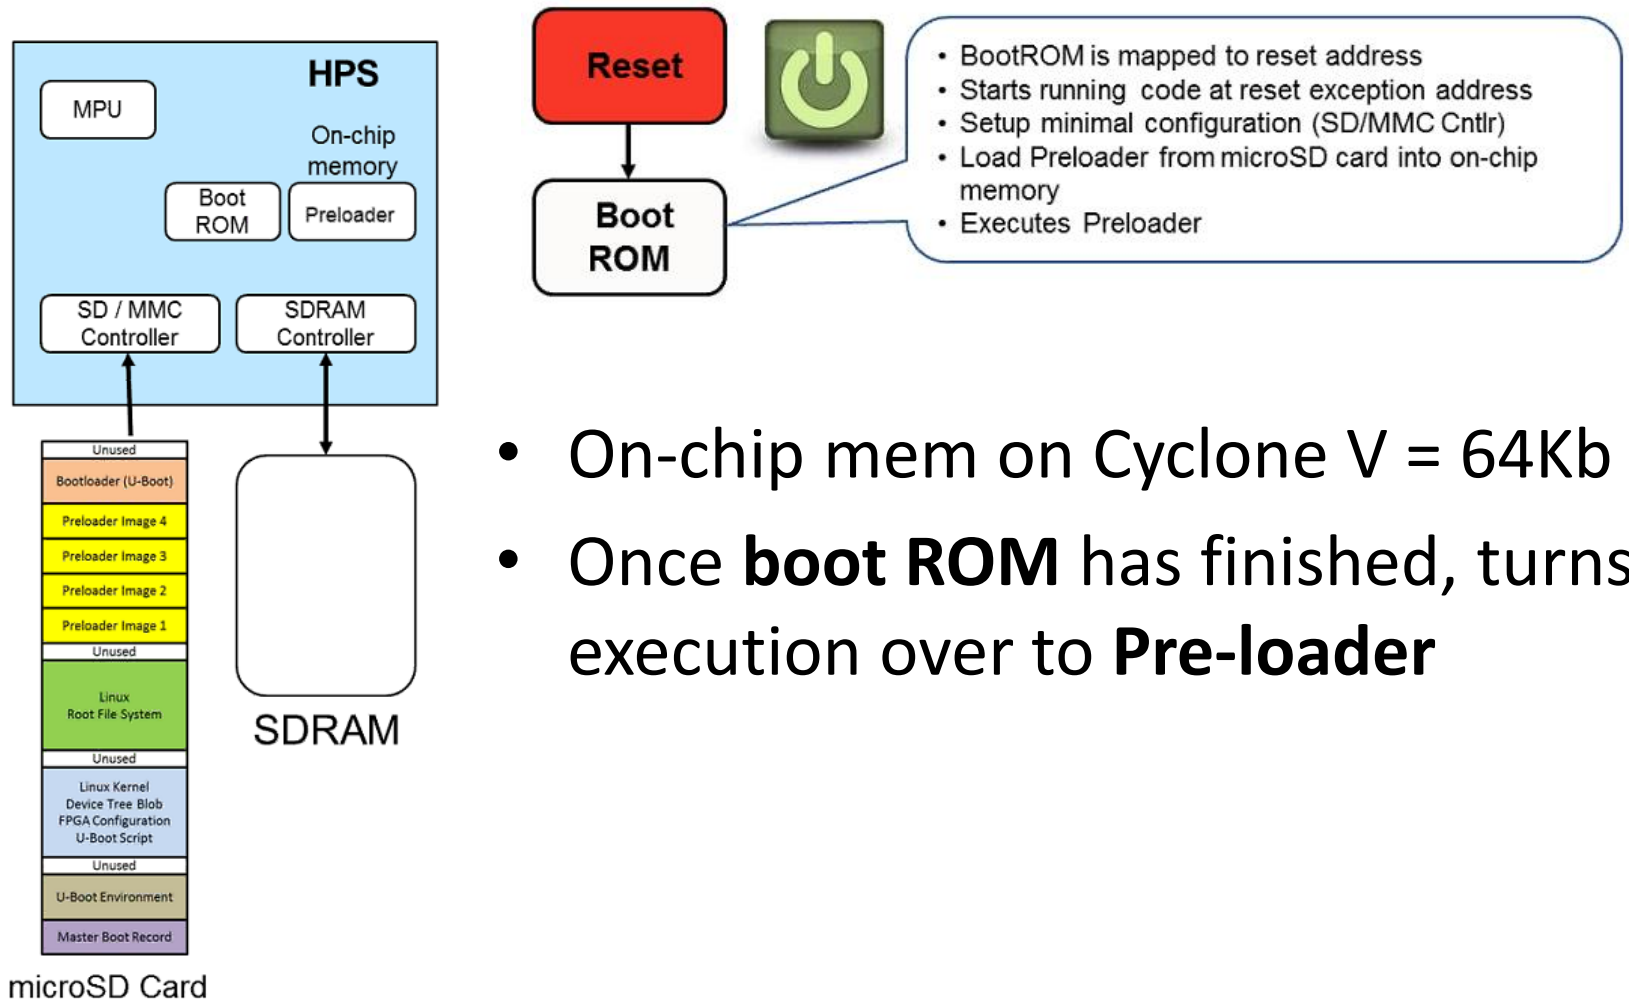 HPS
MPU
On-chip
memory
Boot
ROM
Preloader
SD / MMC
Controller
SDRAM
Controller
Unused
Bootloader (U-Boot)
Preloader Image 4
Preloader Image 3
Preloader Image 2
Preloader Image 1
Unused
Linux
Root File System
Unused
Linux Kernel
Device Tree Blob
FPGA Configuration
U-Boot Script
Unused
U-Boot Environment
Master Boot Record
microSD Card
SDRAM
Reset
Boot
ROM
• BootROM is mapped to reset address
• Starts running code at reset exception address
• Setup minimal configuration (SD/MMC Cntlr)
• Load Preloader from microSD card into on-chip
memory
• Executes Preloader
• On-chip mem on Cyclone V = 64Kb
• Once boot ROM has finished, turns
execution over to Pre-loader